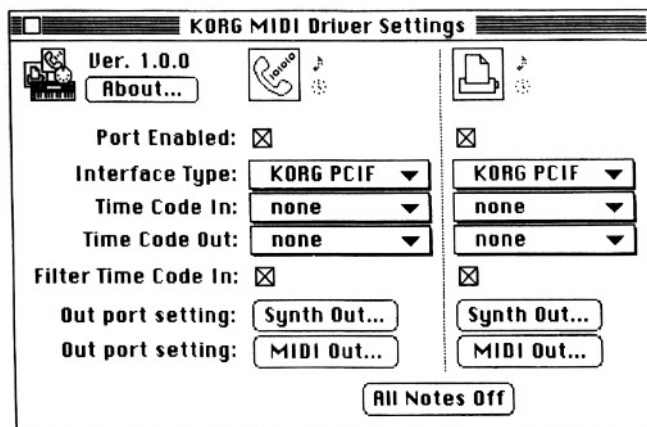 KORG MIDI Driver Settings
Ver. 1.0.0
About...
101010
Port Enabled:
Interface Type: KORG PCIF KORG PCIF
Time Code In: none none
Time Code Out: none none
Filter Time Code In:
Out port setting: Synth Out... Synth Out...
Out port setting: MIDI Out... MIDI Out...
All Notes Off